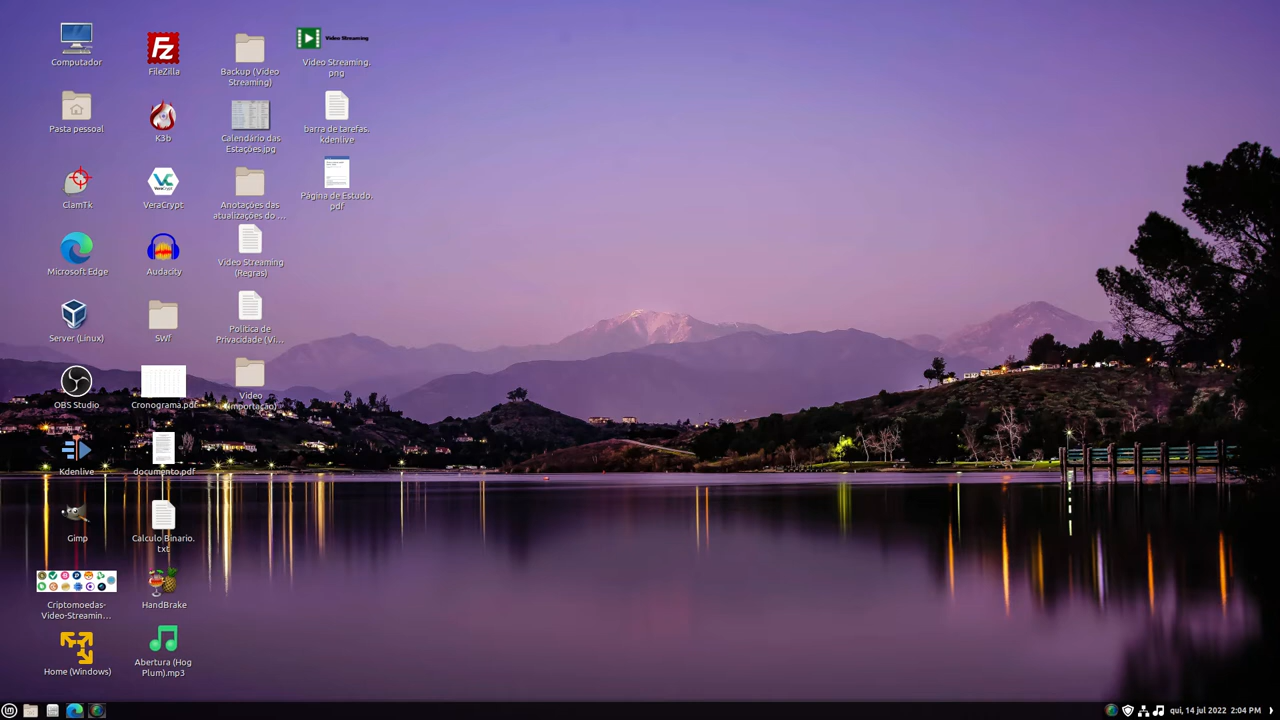 Computador
Pasta pessoal
ClamTk
Microsoft Edge
Server (Linux)
OBS Studio
Kdenlive
Gimp
Criptomoedas-
Video-Streamin...
Home (Windows)
FileZilla
K3b
VeraCrypt
Audacity
SWf
Cronograma.pdf
documento.pdf
Calculo Binario.
txt
HandBrake
Abertura (Hog
Plum).mp3
Backup (Video
Streaming)
Calendário das
Estações.jpg
Anotações das
atualizações do ...
Video Streaming
(Regras)
Politica de
Privacidade (Vi...
Video
(importação)
Video Streaming
Video Streaming.
png
barra de tarefas.
kdenlive
Página de Estudo.
pdf
qui, 14 jul 2022 2:04 PM